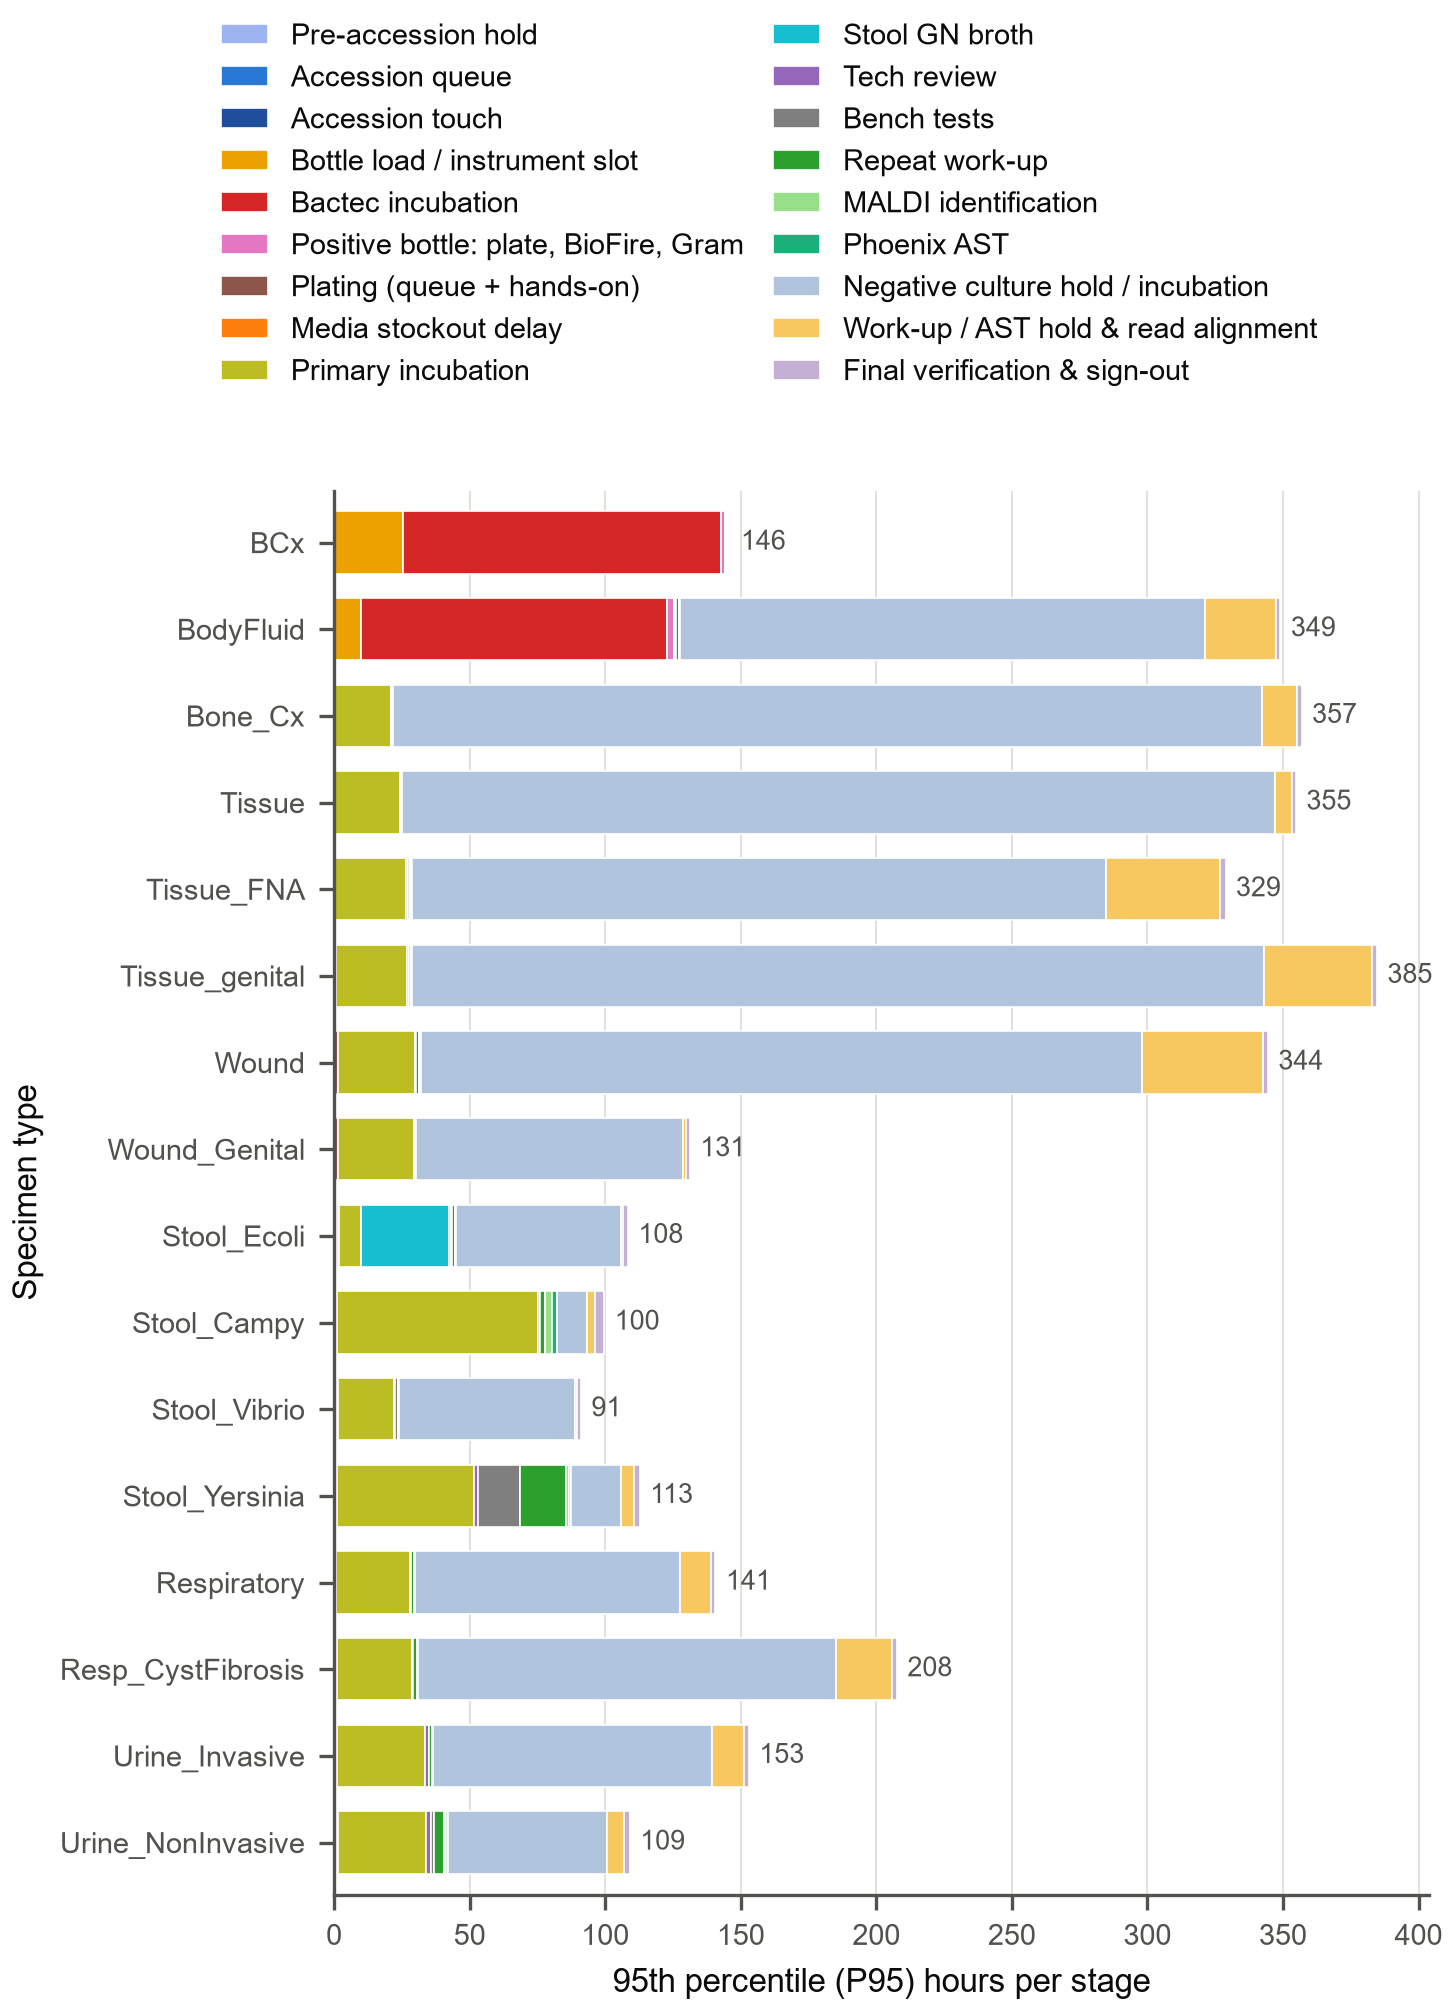 Pre-accession hold
Accession queue
Accession touch
Bottle load / instrument slot
Bactec incubation
Positive bottle: plate, BioFire, Gram
Plating (queue + hands-on)
Media stockout delay
Primary incubation
Stool GN broth
Tech review
Bench tests
Repeat work-up
MALDI identification
Phoenix AST
Negative culture hold / incubation
Work-up / AST hold & read alignment
Final verification & sign-out
Specimen type
BCx 146
BodyFluid 349
Bone_Cx 357
Tissue 355
Tissue_FNA 329
Tissue_genital 385
Wound 344
Wound_Genital 131
Stool_Ecoli 108
Stool_Campy 100
Stool_Vibrio 91
Stool_Yersinia 113
Respiratory 141
Resp_CystFibrosis 208
Urine_Invasive 153
Urine_NonInvasive 109
0 50 100 150 200 250 300 350 400
95th percentile (P95) hours per stage